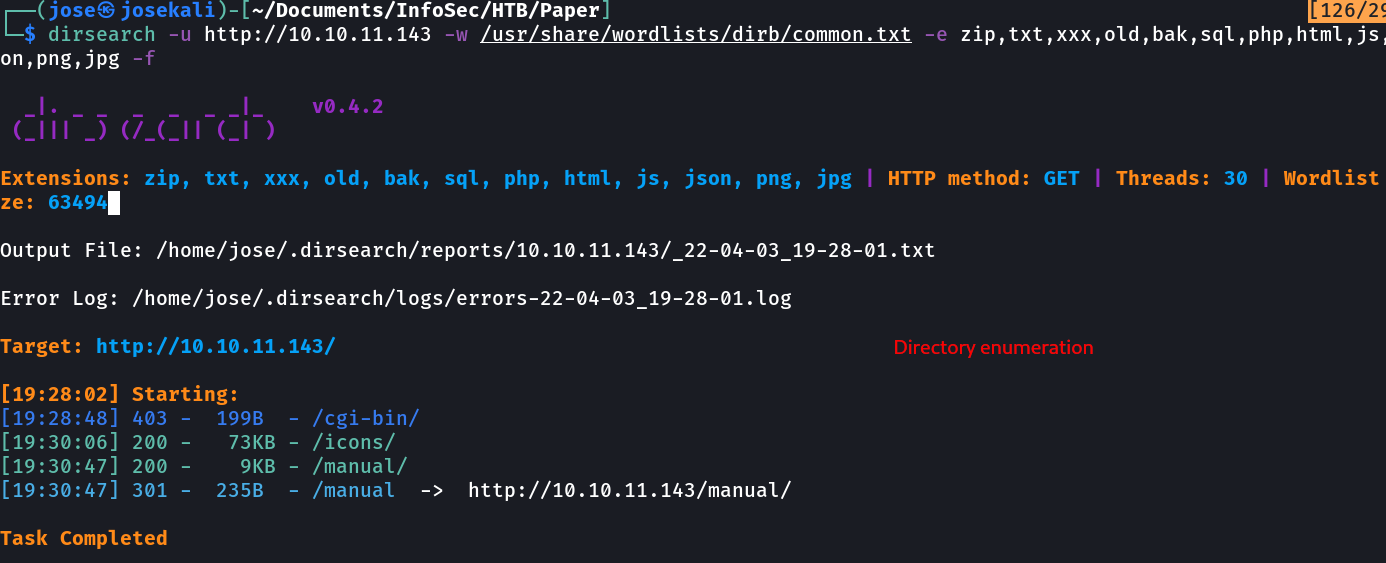 ┌──(jose㉿josekali)-[~/Documents/InfoSec/HTB/Paper] [126/29
└─$ dirsearch -u http://10.10.11.143 -w /usr/share/wordlists/dirb/common.txt -e zip,txt,xxx,old,bak,sql,php,html,js,
on,png,jpg -f
_|. _ _ _ _ _ _|_ v0.4.2
(_||| _) (/_(_|| (_| )
Extensions: zip, txt, xxx, old, bak, sql, php, html, js, json, png, jpg | HTTP method: GET | Threads: 30 | Wordlist
ze: 63494
Output File: /home/jose/.dirsearch/reports/10.10.11.143/_22-04-03_19-28-01.txt
Error Log: /home/jose/.dirsearch/logs/errors-22-04-03_19-28-01.log
Target: http://10.10.11.143/ Directory enumeration
[19:28:02] Starting:
[19:28:48] 403 - 199B - /cgi-bin/
[19:30:06] 200 - 73KB - /icons/
[19:30:47] 200 - 9KB - /manual/
[19:30:47] 301 - 235B - /manual -> http://10.10.11.143/manual/
Task Completed